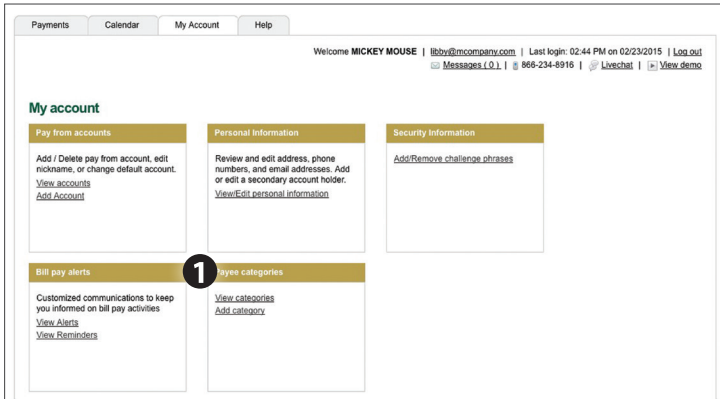 Payments Calendar My Account Help
Welcome MICKEY MOUSE | libby@mcompany.com | Last login: 02:44 PM on 02/23/2015 | Log out
Messages ( 0 ) | 866-234-8916 | Livechat | View demo
My account
Pay from accounts
Add / Delete pay from account, edit
nickname, or change default account.
View accounts
Add Account
Personal Information
Review and edit address, phone
numbers, and email addresses. Add
or edit a secondary account holder.
View/Edit personal information
Security Information
Add/Remove challenge phrases
Bill pay alerts
Customized communications to keep
you informed on bill pay activities
View Alerts
View Reminders
1
Payee categories
View categories
Add category